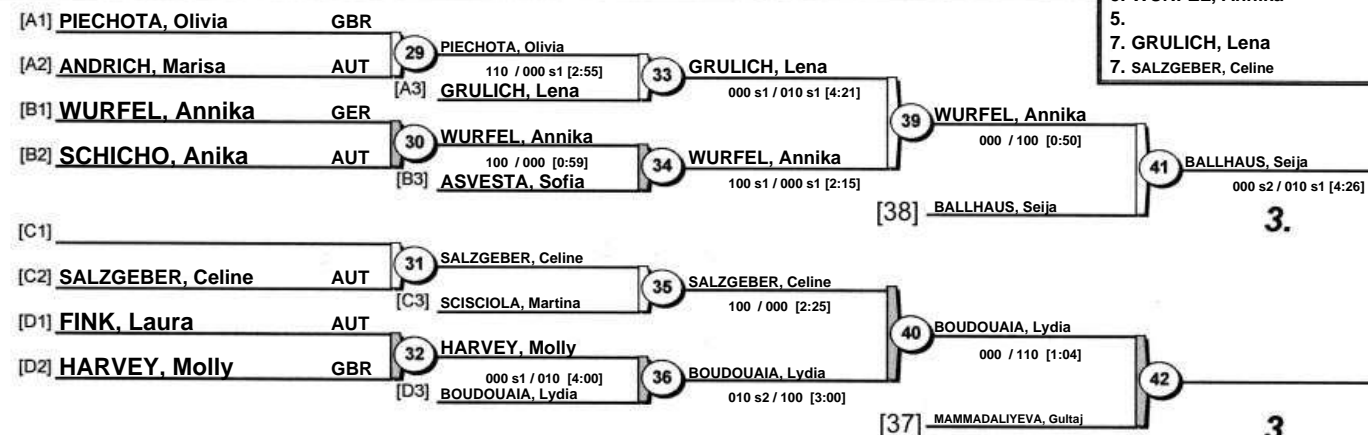 5.
7. GRULICH, Lena
7. SALZGEBER, Celine
[A1] PIECHOTA, Olivia GBR
[A2] ANDRICH, Marisa AUT
29
PIECHOTA, Olivia
110 / 000 s1 [2:55]
[A3] GRULICH, Lena
33
GRULICH, Lena
000 s1 / 010 s1 [4:21]
[B1] WURFEL, Annika GER
[B2] SCHICHO, Anika AUT
30
WURFEL, Annika
100 / 000 [0:59]
[B3] ASVESTA, Sofia
34
WURFEL, Annika
100 s1 / 000 s1 [2:15]
39
WURFEL, Annika
000 / 100 [0:50]
[38] BALLHAUS, Seija
41
BALLHAUS, Seija
000 s2 / 010 s1 [4:26]
3.
[C1]
[C2] SALZGEBER, Celine AUT
31
SALZGEBER, Celine
[C3] SCISCIOLA, Martina
35
SALZGEBER, Celine
100 / 000 [2:25]
[D1] FINK, Laura AUT
[D2] HARVEY, Molly GBR
32
HARVEY, Molly
000 s1 / 010 [4:00]
[D3] BOUDOUAIA, Lydia
36
BOUDOUAIA, Lydia
010 s2 / 100 [3:00]
40
BOUDOUAIA, Lydia
000 / 110 [1:04]
[37] MAMMADALIYEVA, Gultaj
42
3